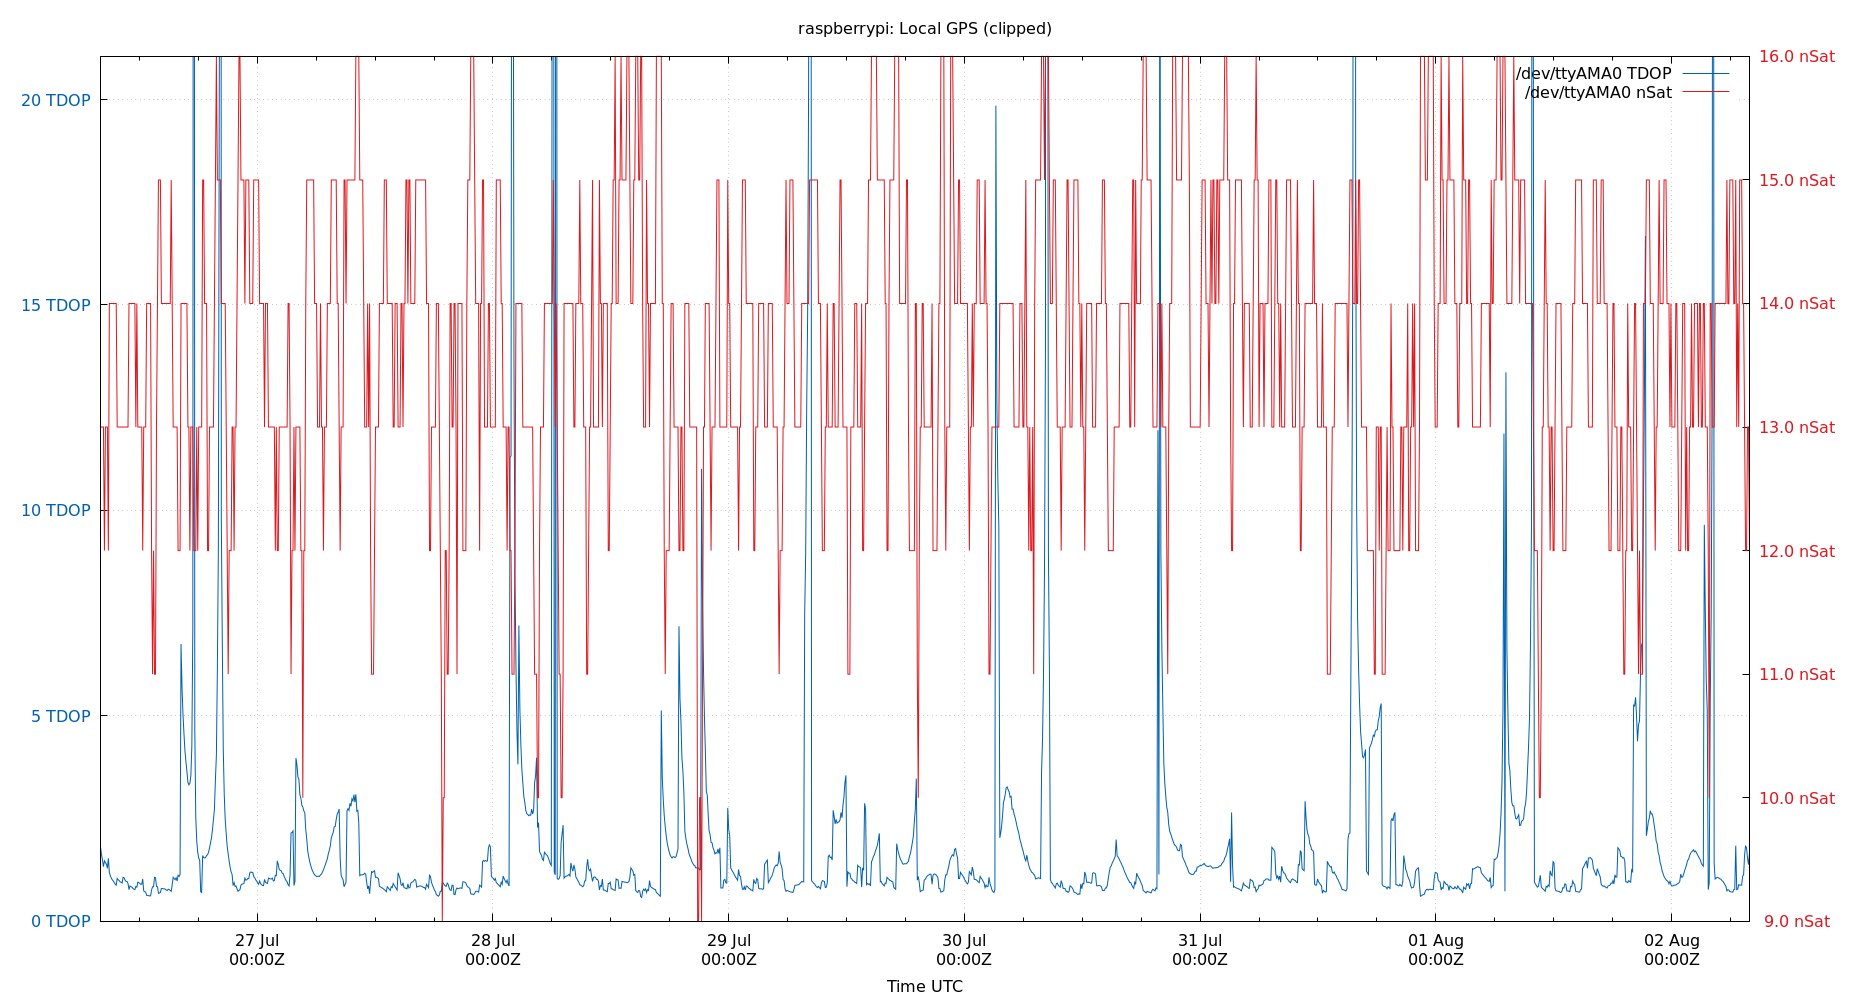 raspberrypi: Local GPS (clipped)
/dev/ttyAMA0 TDOP
/dev/ttyAMA0 nSat
20 TDOP
15 TDOP
10 TDOP
5 TDOP
0 TDOP
16.0 nSat
15.0 nSat
14.0 nSat
13.0 nSat
12.0 nSat
11.0 nSat
10.0 nSat
9.0 nSat
27 Jul 28 Jul 29 Jul 30 Jul 31 Jul 01 Aug 02 Aug
00:00Z 00:00Z 00:00Z 00:00Z 00:00Z 00:00Z 00:00Z
Time UTC